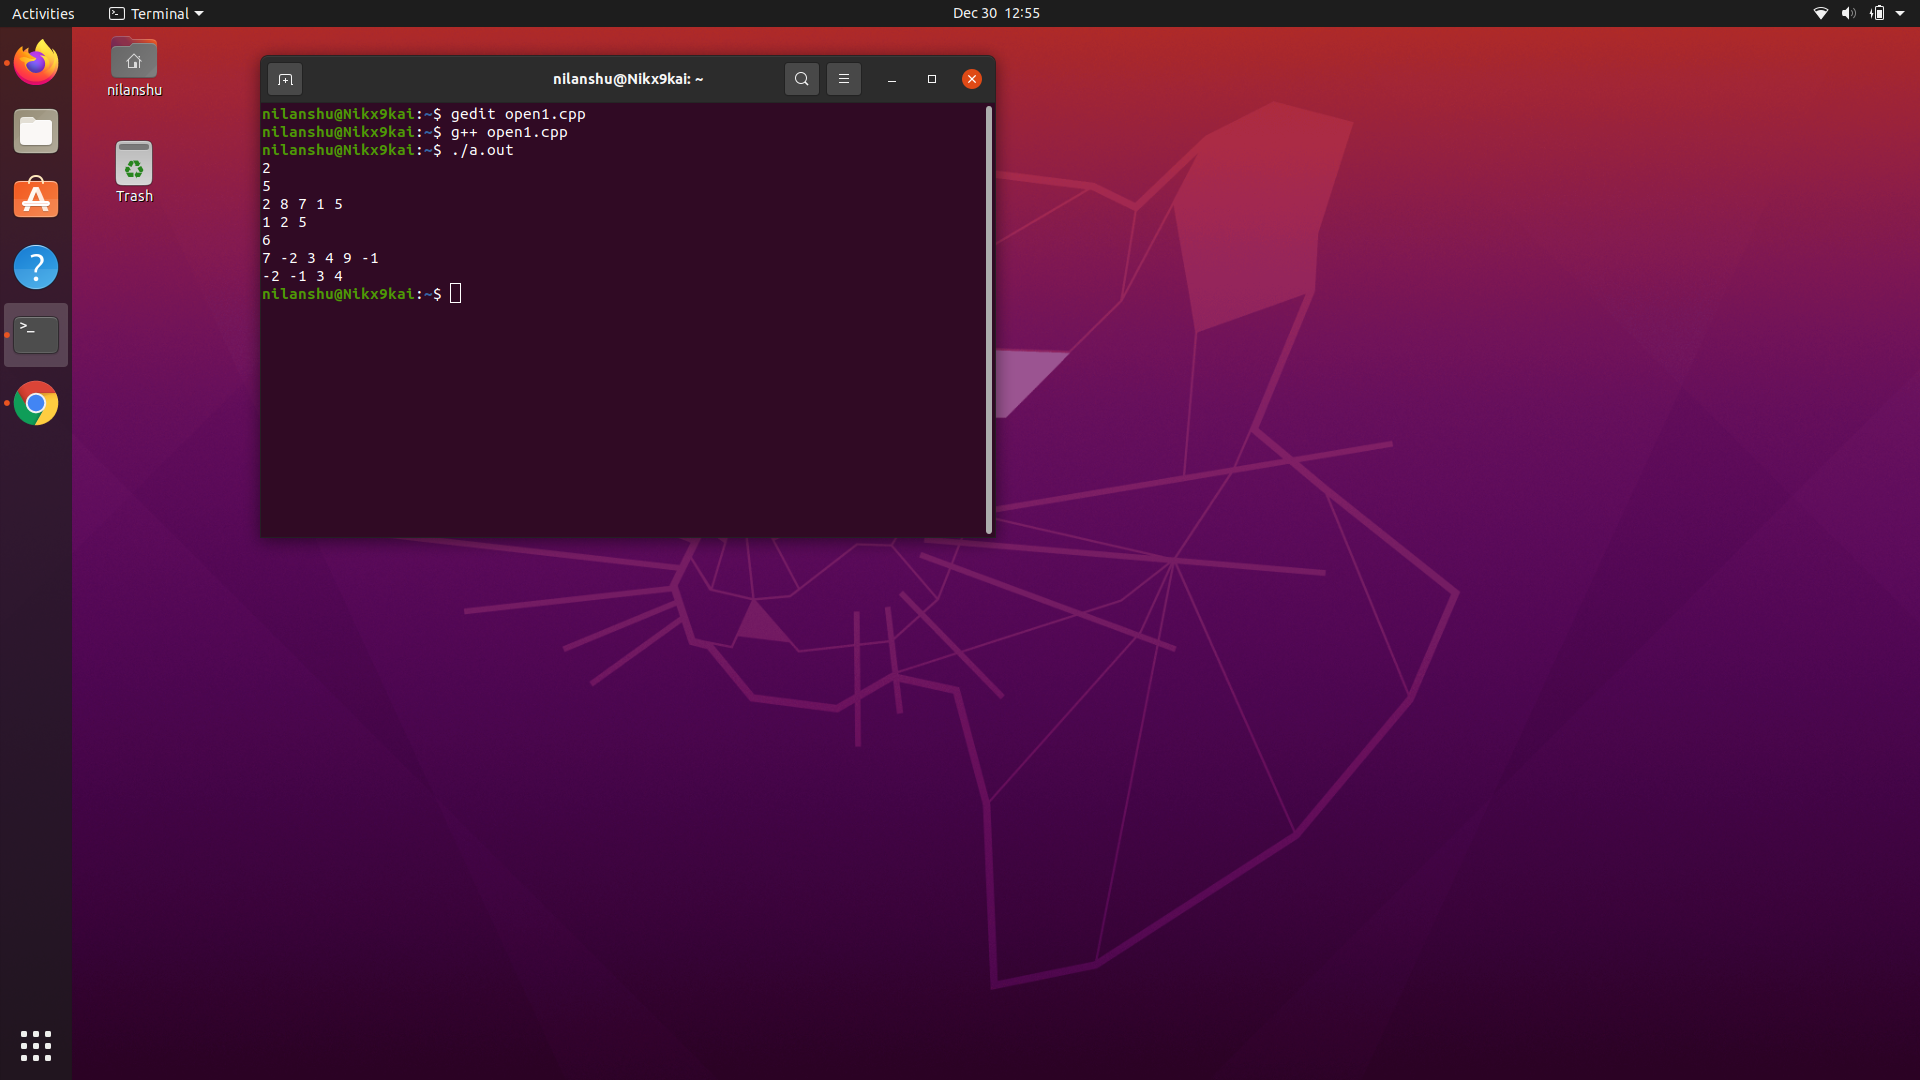 Activities
Terminal
Dec 30 12:55
nilanshu
Trash
nilanshu@Nikx9kai: ~
nilanshu@Nikx9kai:~$ gedit open1.cpp
nilanshu@Nikx9kai:~$ g++ open1.cpp
nilanshu@Nikx9kai:~$ ./a.out
2
5
2 8 7 1 5
1 2 5
6
7 -2 3 4 9 -1
-2 -1 3 4
nilanshu@Nikx9kai:~$